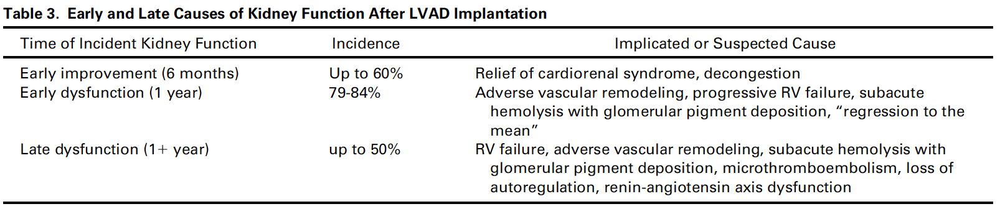 Table 3. Early and Late Causes of Kidney Function After LVAD Implantation
Time of Incident Kidney Function Incidence Implicated or Suspected Cause
Early improvement (6 months) Up to 60% Relief of cardiorenal syndrome, decongestion
Early dysfunction (1 year) 79-84% Adverse vascular remodeling, progressive RV failure, subacute
hemolysis with glomerular pigment deposition, “regression to the
mean”
Late dysfunction (1+ year) up to 50% RV failure, adverse vascular remodeling, subacute hemolysis with
glomerular pigment deposition, microthromboembolism, loss of
autoregulation, renin-angiotensin axis dysfunction